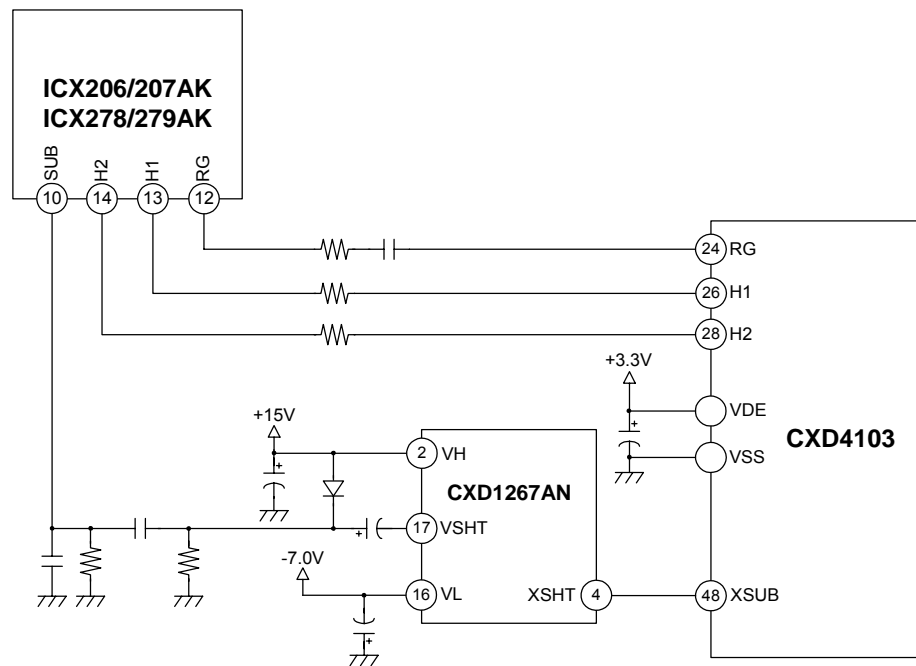 ICX206/207AK
ICX278/279AK
SUB
H2
H1
RG
10
14
13
12
24 RG
26 H1
28 H2
+3.3V
+
VDE
VSS
CXD4103
+15V
+
2 VH
CXD1267AN
+
17 VSHT
-7.0V
16 VL
+
XSHT 4
48 XSUB